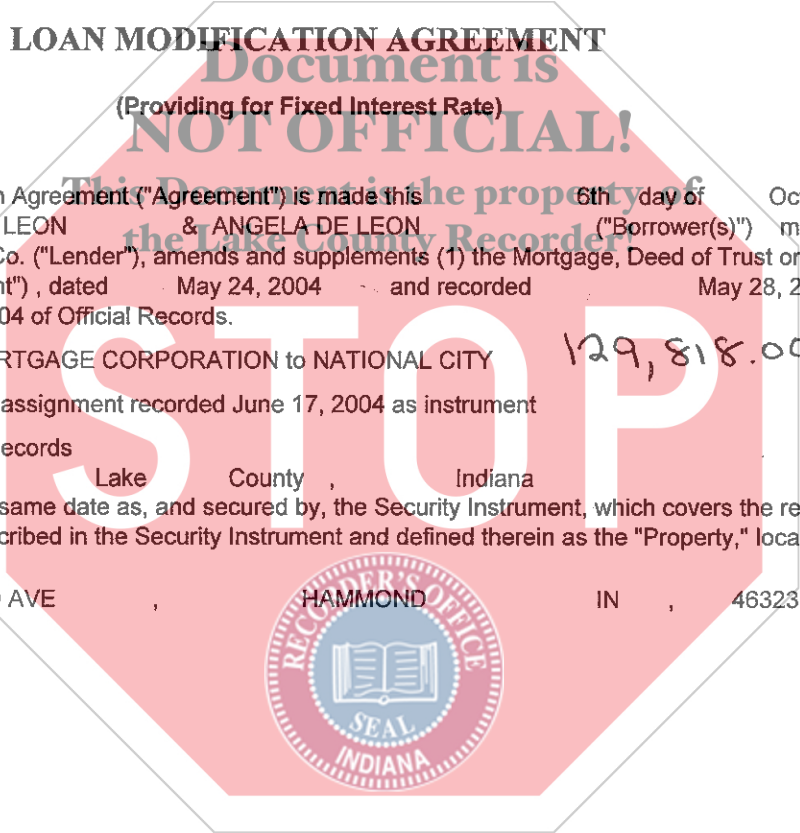 LOAN MODIFICATION AGREEMENT
Document is
(Providing for Fixed Interest Rate)
NOT OFFICIAL!
n Agreement ("Agreement") is made this 6th day of Oc
This Document is the property of
LEON & ANGELA DE LEON ("Borrower(s)") m
the Lake County Recorder!
Co. ("Lender"), amends and supplements (1) the Mortgage, Deed of Trust or
nt") , dated May 24, 2004 and recorded May 28, 2
04 of Official Records.
RTGAGE CORPORATION to NATIONAL CITY 129,818.00
assignment recorded June 17, 2004 as instrument
ecords
STOP
Lake County , Indiana
same date as, and secured by, the Security Instrument, which covers the re
cribed in the Security Instrument and defined therein as the "Property," loca
AVE , HAMMOND IN , 46323
RECORDER'S OFFICE
SEAL
INDIANA